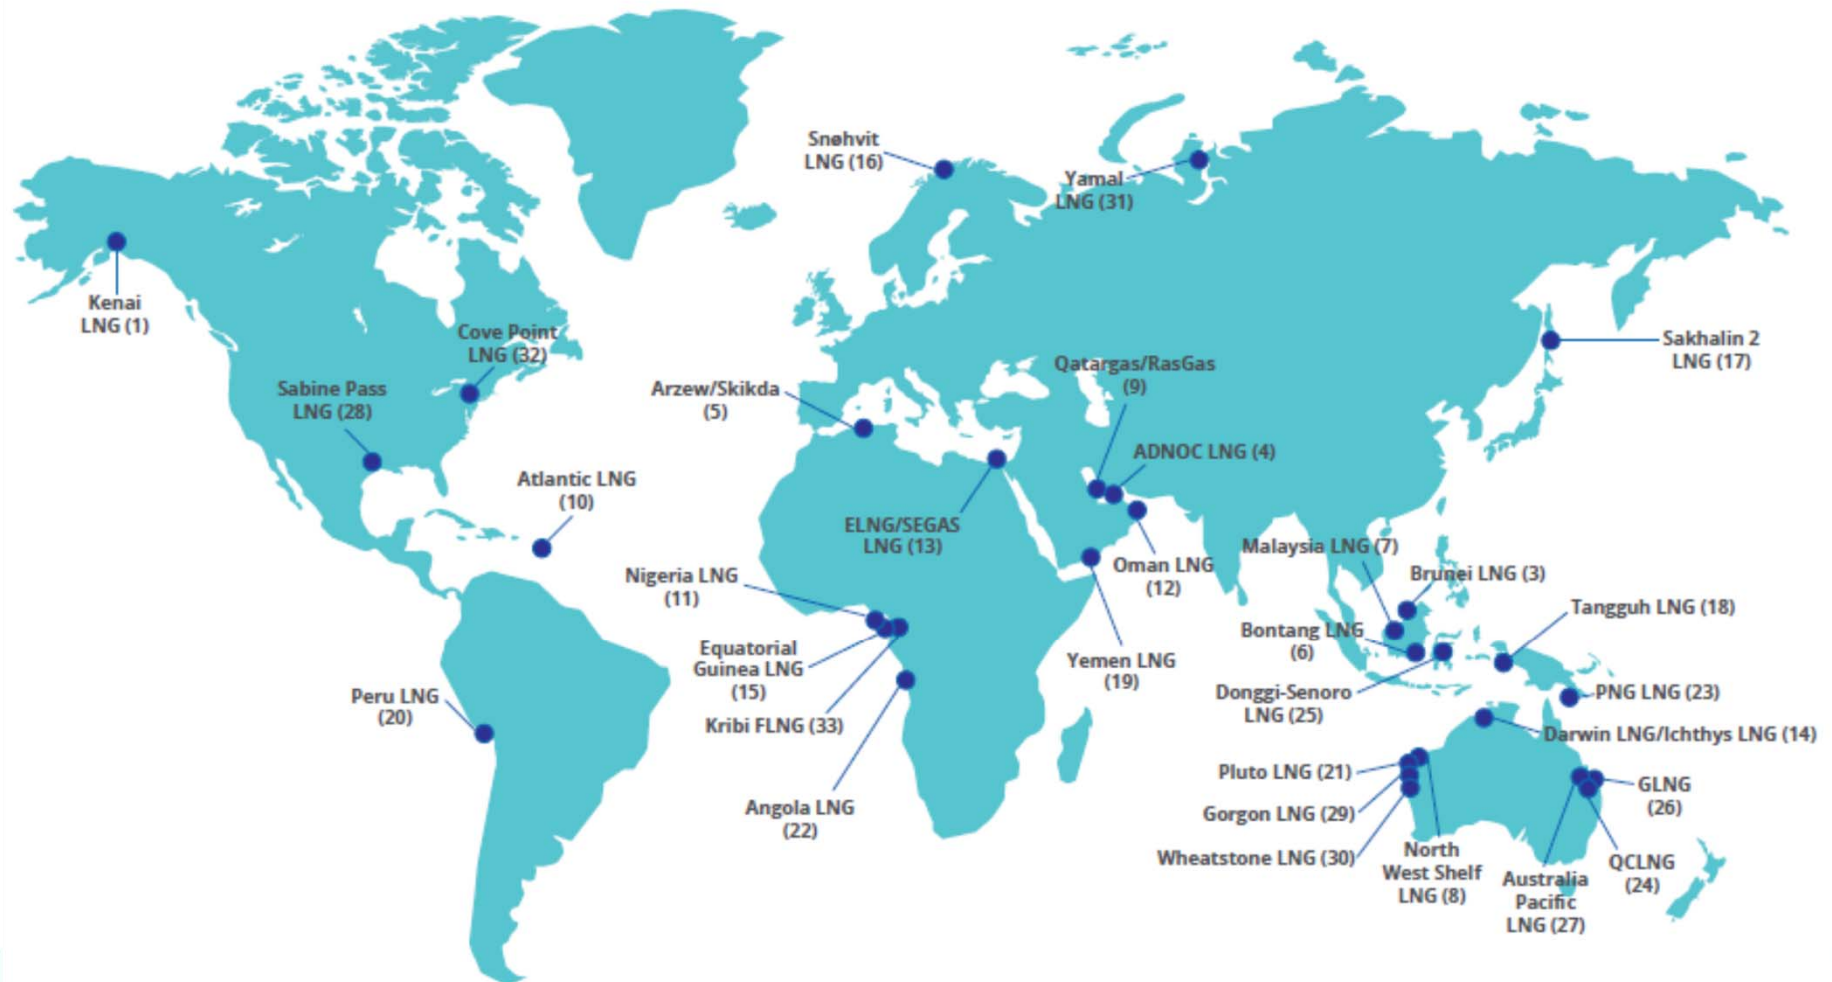 Snøhvit
LNG (16)
Yamal
LNG (31)
Kenai
LNG (1)
Cove Point
LNG (32)
Sakhalin 2
LNG (17)
Sabine Pass
LNG (28)
Arzew/Skikda
(5)
Qatargas/RasGas
(9)
ADNOC LNG (4)
Atlantic LNG
(10)
ELNG/SEGAS
LNG (13)
Oman LNG
(12)
Malaysia LNG (7)
Brunei LNG (3)
Nigeria LNG
(11)
Tangguh LNG (18)
Bontang LNG
(6)
Equatorial
Guinea LNG
(15)
Yemen LNG
(19)
Peru LNG
(20)
Donggi-Senoro
LNG (25)
PNG LNG (23)
Kribi FLNG (33)
Darwin LNG/Ichthys LNG (14)
Pluto LNG (21)
GLNG
(26)
Angola LNG
(22)
Gorgon LNG (29)
Wheatstone LNG (30)
North
West Shelf
LNG (8)
QCLNG
(24)
Australia
Pacific
LNG (27)